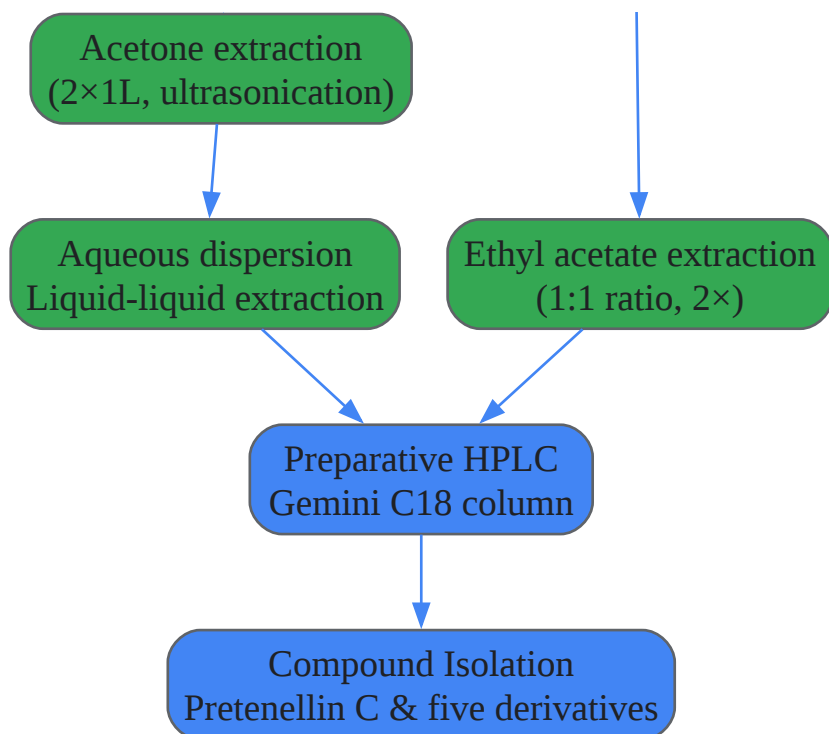 Acetone extraction
(2×1L, ultrasonication)
Aqueous dispersion
Liquid-liquid extraction
Ethyl acetate extraction
(1:1 ratio, 2×)
Preparative HPLC
Gemini C18 column
Compound Isolation
Pretenellin C & five derivatives